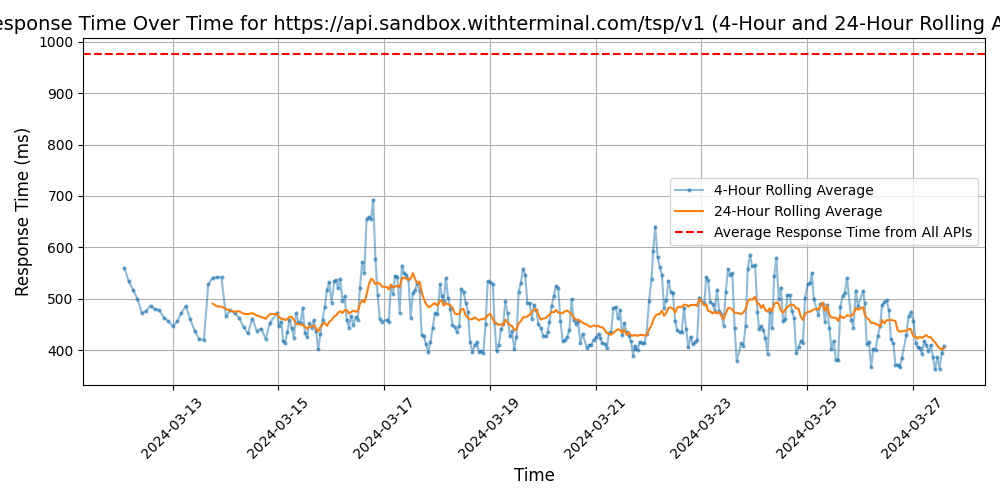 esponse Time Over Time for https://api.sandbox.withterminal.com/tsp/v1 (4-Hour and 24-Hour Rolling A
1000
900
800
700
600
500
400
Response Time (ms)
4-Hour Rolling Average
24-Hour Rolling Average
Average Response Time from All APIs
2024-03-13
2024-03-15
2024-03-17
2024-03-19
2024-03-21
2024-03-23
2024-03-25
2024-03-27
Time